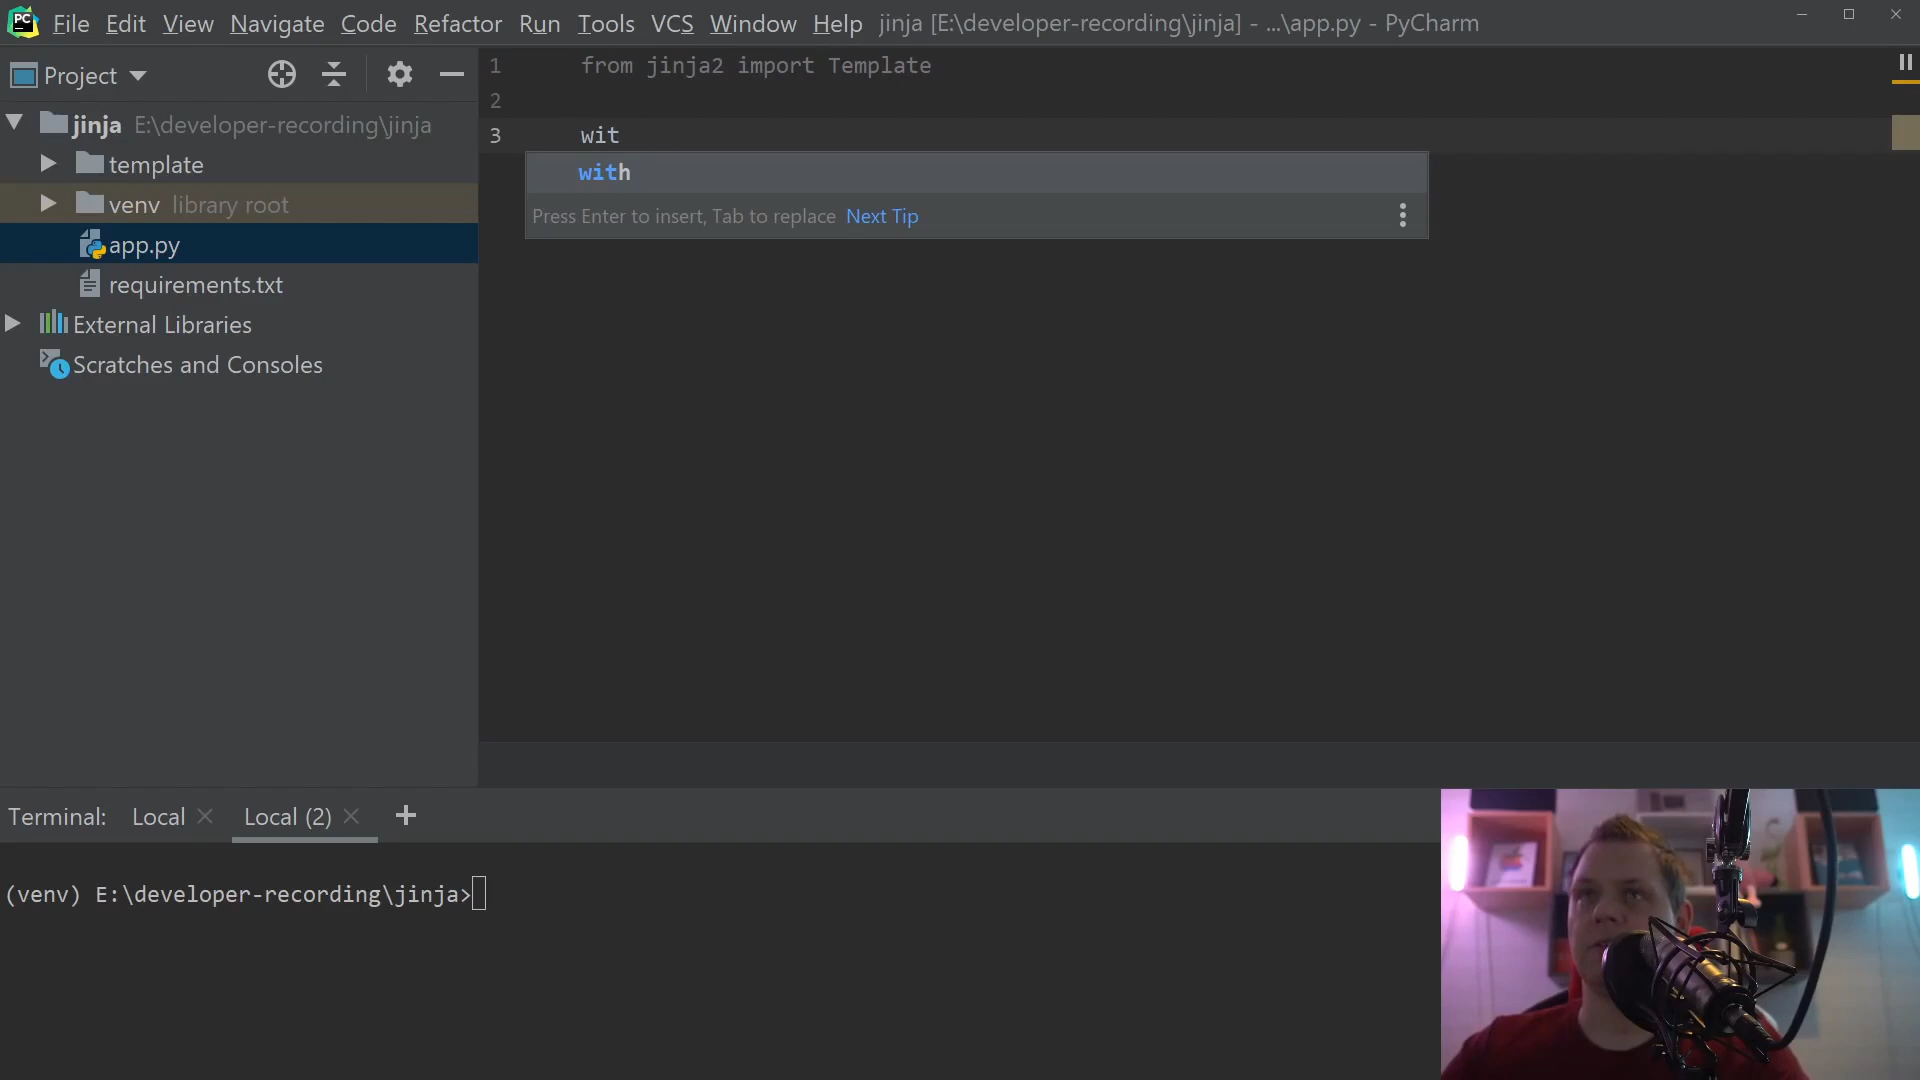 PC File Edit View Navigate Code Refactor Run Tools VCS Window Help jinja [E:\developer-recording\jinja] - ...\app.py - PyCharm
Project
jinja E:\developer-recording\jinja
template
venv library root
app.py
requirements.txt
External Libraries
Scratches and Consoles
1 from jinja2 import Template
2
3 wit
with
Press Enter to insert, Tab to replace Next Tip
Terminal: Local Local (2)
(venv) E:\developer-recording\jinja>